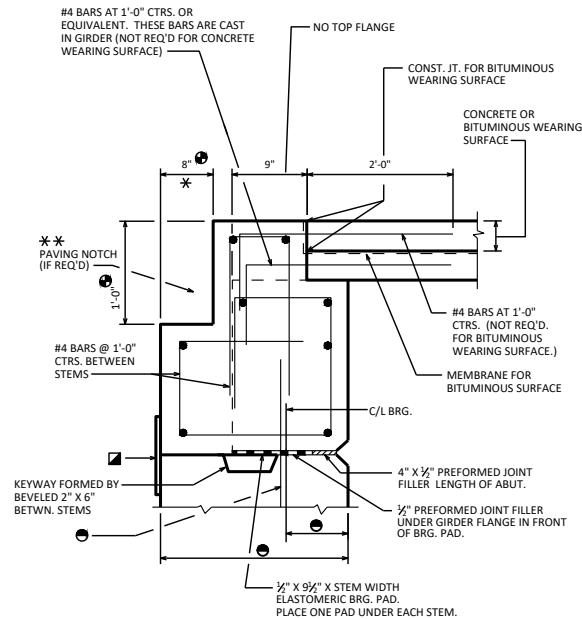 #4 BARS AT 1'-0" CTRS. OR
EQUIVALENT. THESE BARS ARE CAST
IN GIRDER (NOT REQ'D FOR CONCRETE
WEARING SURFACE)
NO TOP FLANGE
CONST. JT. FOR BITUMINOUS
WEARING SURFACE
CONCRETE OR
BITUMINOUS WEARING
SURFACE
8"
9"
2'-0"
**
PAVING NOTCH
(IF REQ'D)
1'-0"
#4 BARS AT 1'-0"
CTRS. (NOT REQ'D.
FOR BITUMINOUS
WEARING SURFACE.)
#4 BARS @ 1'-0"
CTRS. BETWEEN
STEMS
MEMBRANE FOR
BITUMINOUS SURFACE
C/L BRG.
KEYWAY FORMED BY
BEVELED 2" X 6"
BETWN. STEMS
4" X ½" PREFORMED JOINT
FILLER LENGTH OF ABUT.
½" PREFORMED JOINT FILLER
UNDER GIRDER FLANGE IN FRONT
OF BRG. PAD.
½" X 9½" X STEM WIDTH
ELASTOMERIC BRG. PAD.
PLACE ONE PAD UNDER EACH STEM.